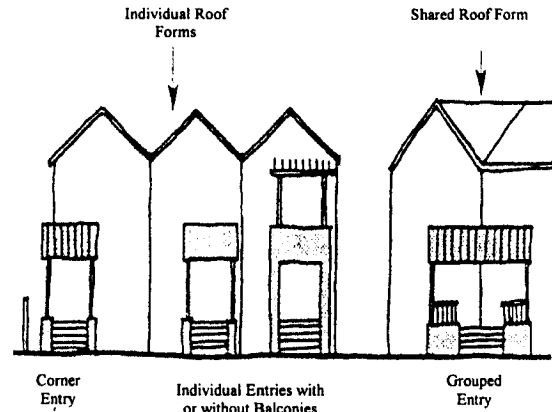 Individual Roof
Forms
Shared Roof Form
Corner
Entry
Individual Entries with
or without Balconies
Grouped
Entry